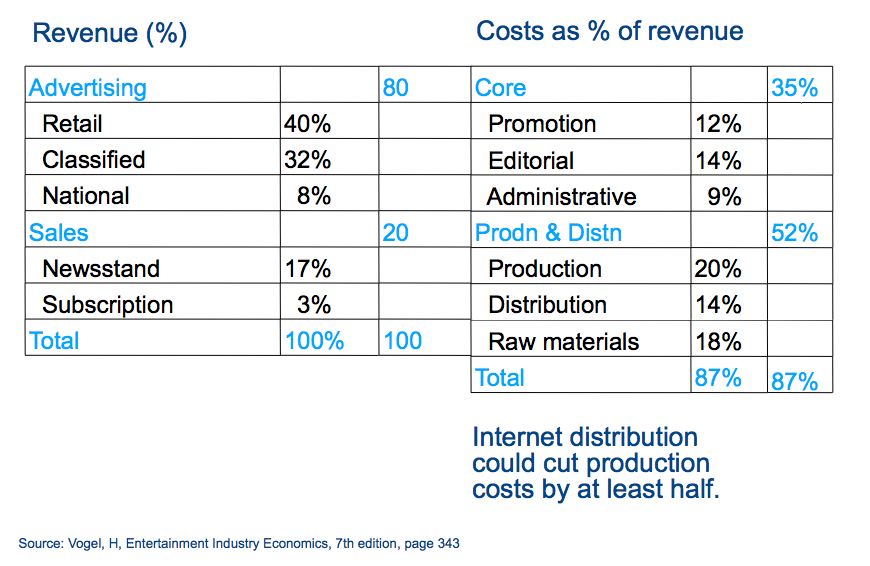 Revenue (%)
Advertising 80
Retail 40%
Classified 32%
National 8%
Sales 20
Newsstand 17%
Subscription 3%
Total 100% 100
Costs as % of revenue
Core 35%
Promotion 12%
Editorial 14%
Administrative 9%
Prodn & Distn 52%
Production 20%
Distribution 14%
Raw materials 18%
Total 87% 87%
Internet distribution
could cut production
costs by at least half.
Source: Vogel, H, Entertainment Industry Economics, 7th edition, page 343